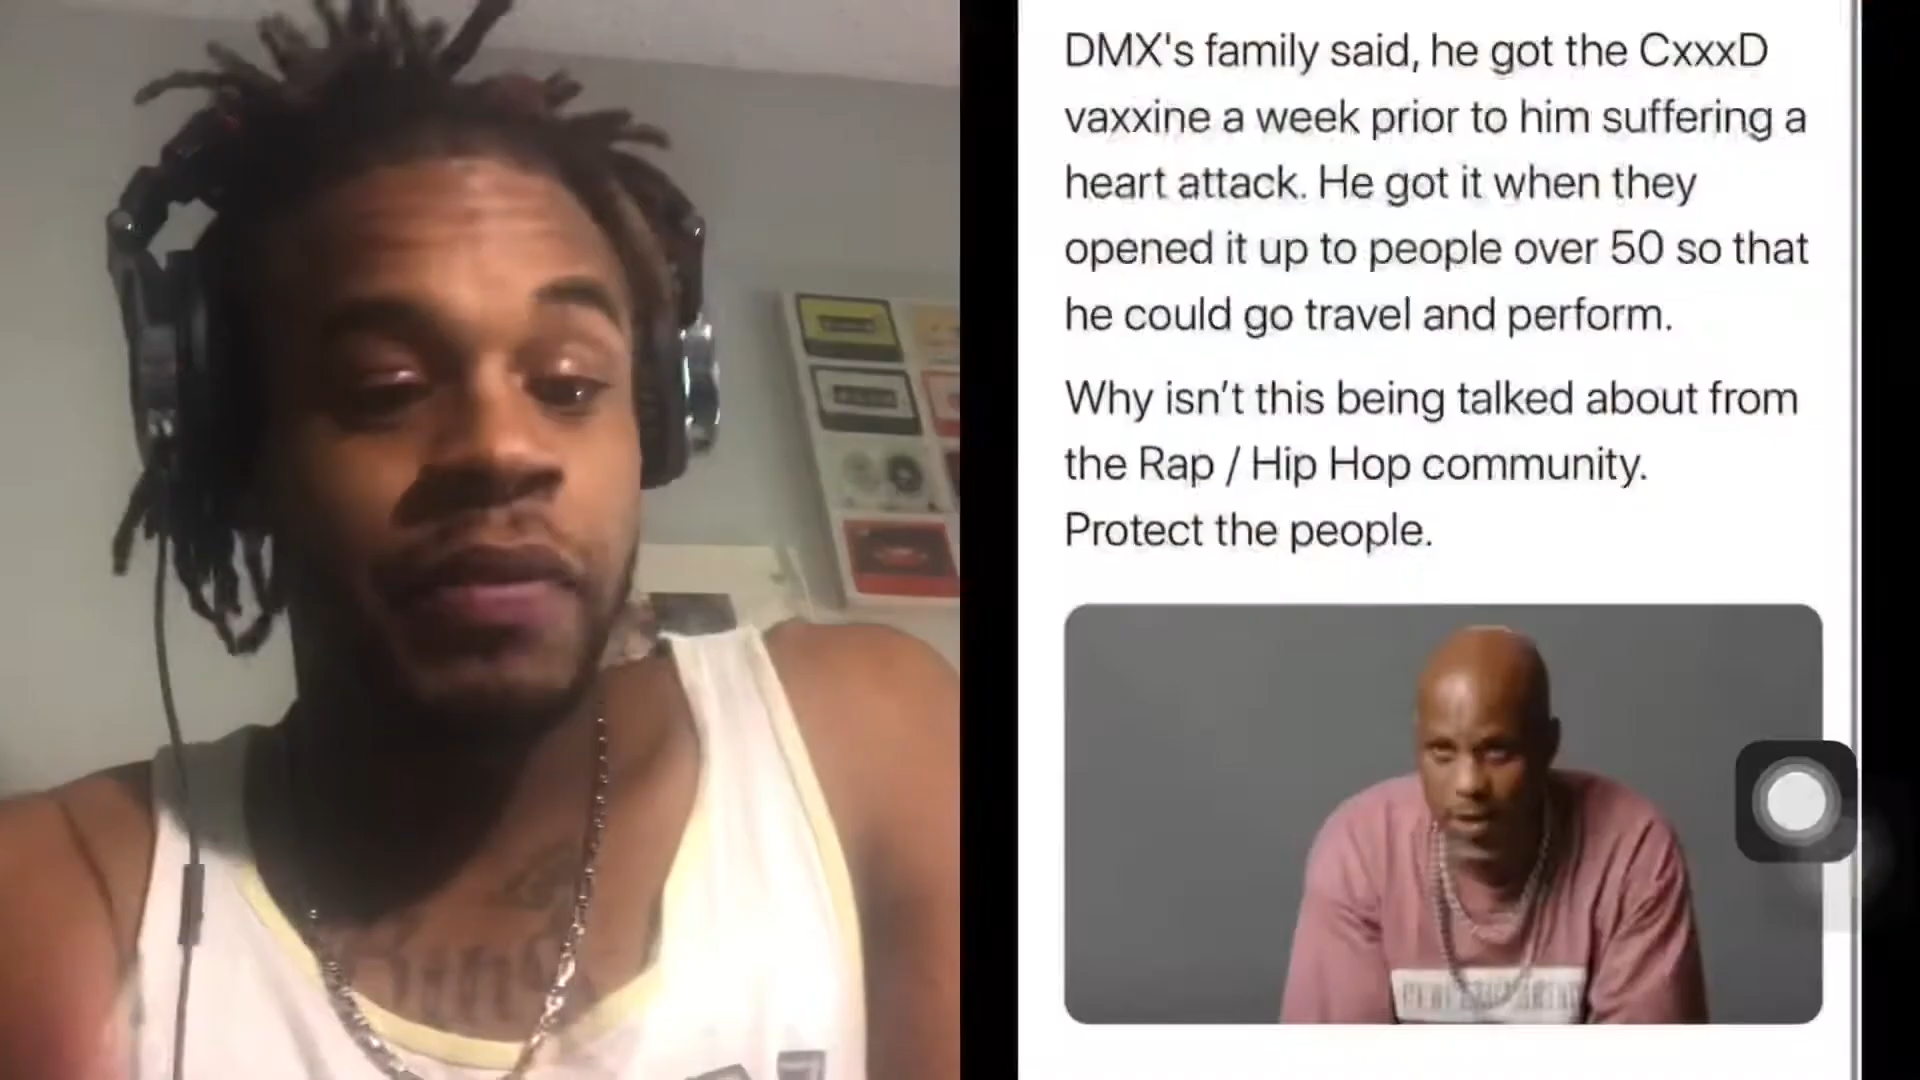 DMX's family said, he got the CxxxD
vaxxine a week prior to him suffering a
heart attack. He got it when they
opened it up to people over 50 so that
he could go travel and perform.
Why isn't this being talked about from
the Rap / Hip Hop community.
Protect the people.